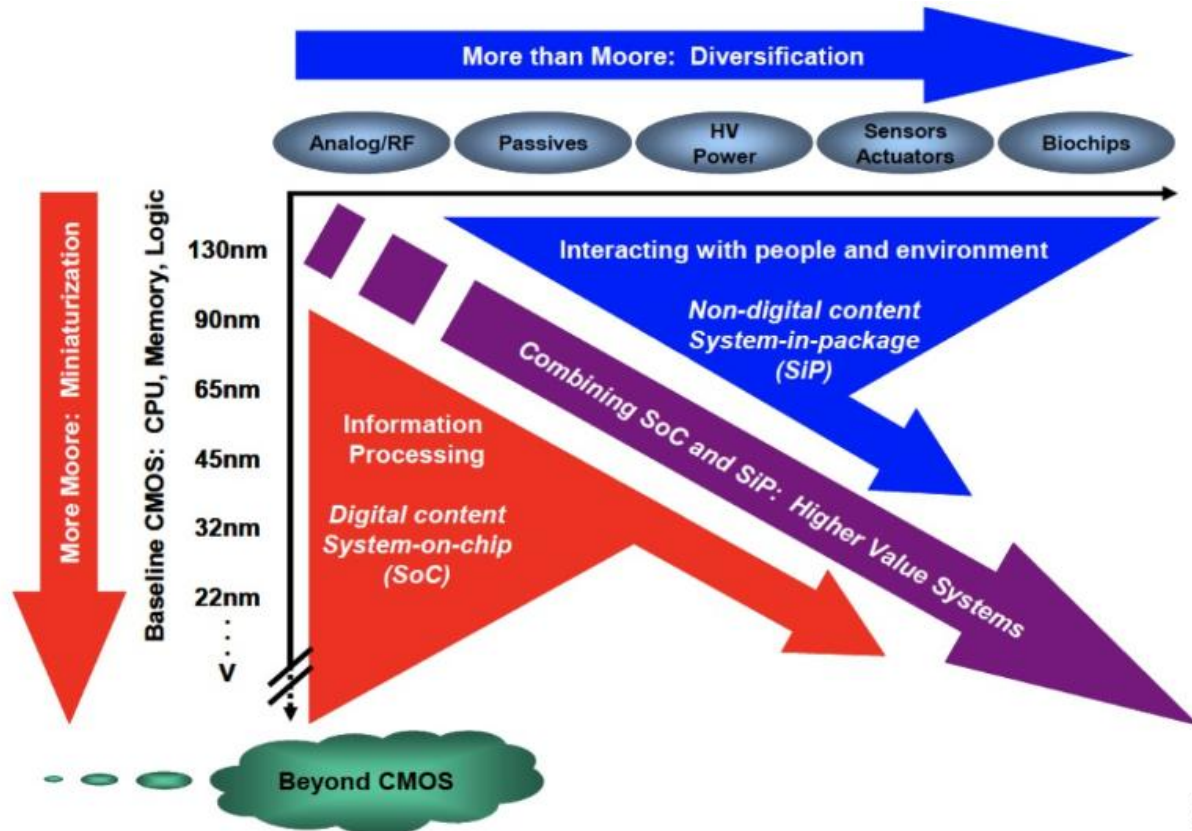 More than Moore: Diversification
Analog/RF
Passives
HV
Power
Sensors
Actuators
Biochips
More Moore: Miniaturization
Baseline CMOS: CPU, Memory, Logic
130nm
90nm
65nm
45nm
32nm
22nm
V
Interacting with people and environment
Non-digital content
System-in-package
(SiP)
Combining SoC and SiP: Higher Value Systems
Information
Processing
Digital content
System-on-chip
(SoC)
Beyond CMOS